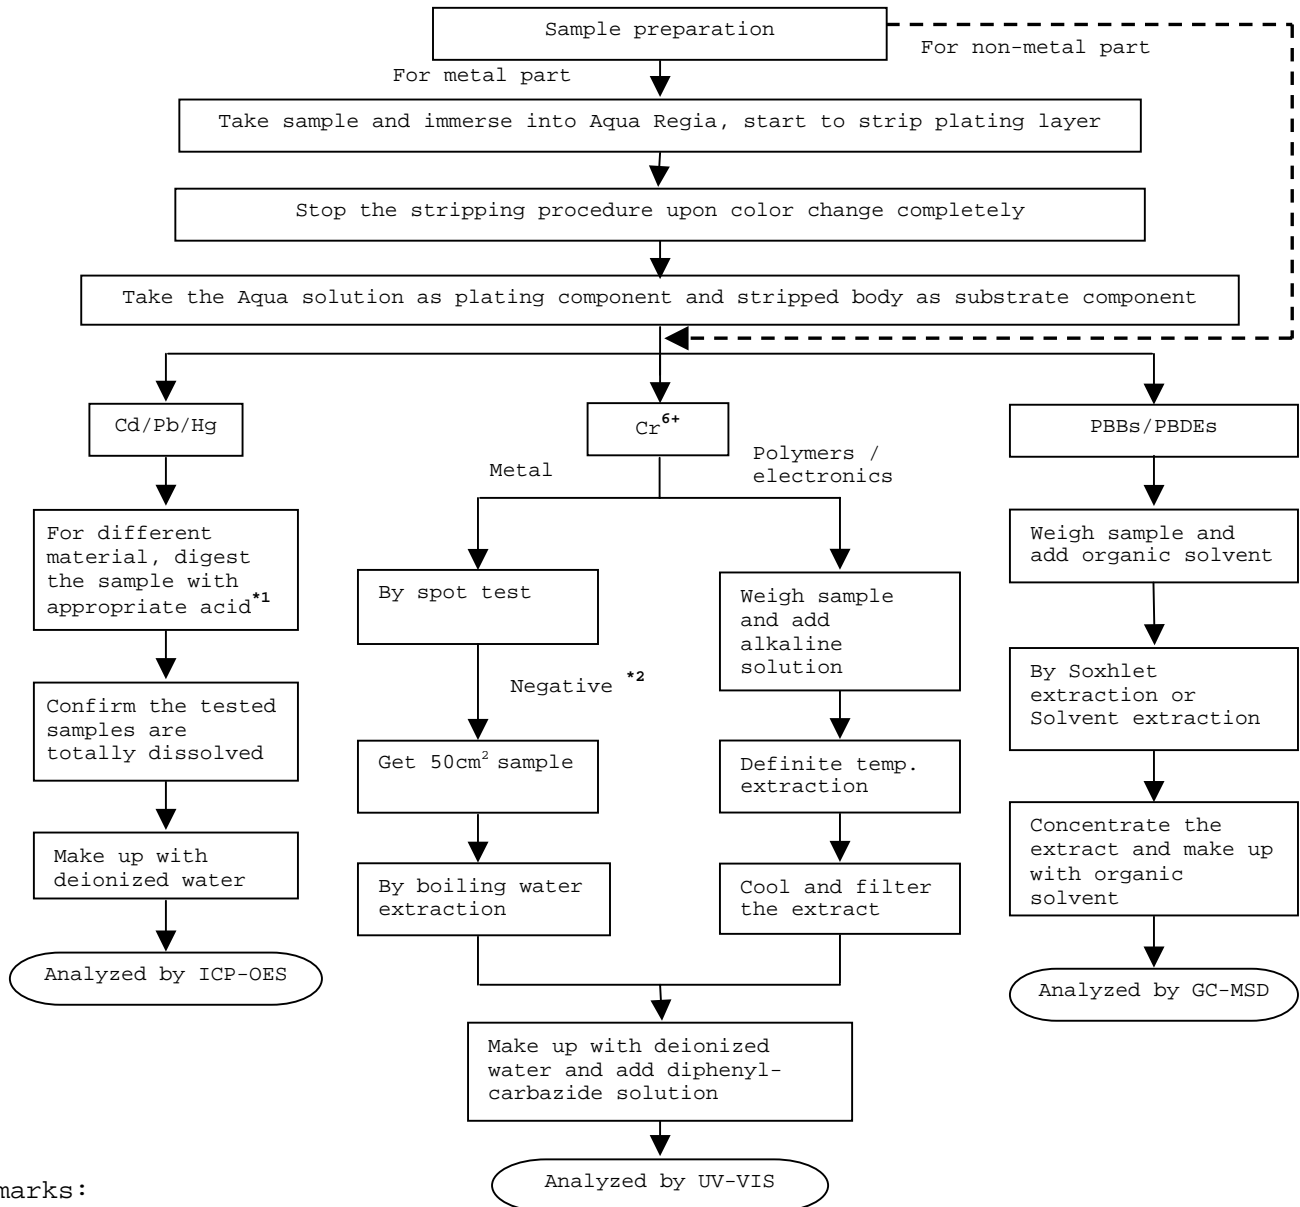 Sample preparation
For non-metal part
For metal part
Take sample and immerse into Aqua Regia, start to strip plating layer
Stop the stripping procedure upon color change completely
Take the Aqua solution as plating component and stripped body as substrate component
Cd/Pb/Hg
Cr⁶⁺
PBBs/PBDEs
Metal
Polymers /
electronics
For different
material, digest
the sample with
appropriate acid*1
Confirm the tested
samples are
totally dissolved
Make up with
deionized water
Analyzed by ICP-OES
By spot test
Negative *2
Get 50cm² sample
By boiling water
extraction
Weigh sample
and add
alkaline
solution
Definite temp.
extraction
Cool and filter
the extract
Make up with deionized
water and add diphenyl-
carbazide solution
Analyzed by UV-VIS
Weigh sample and
add organic solvent
By Soxhlet
extraction or
Solvent extraction
Concentrate the
extract and make up
with organic
solvent
Analyzed by GC-MSD
marks: